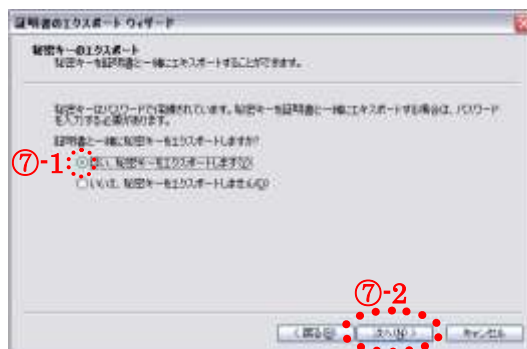 証明書のエクスポート ウィザード
秘密キーのエクスポート
秘密キーを証明書と一緒にエクスポートすることができます。
秘密キーはパスワードで保護されています。秘密キーを証明書と一緒にエクスポートする場合は、パスワード
を入力する必要があります。
証明書と一緒に秘密キーをエクスポートしますか?
⑦-1 はい、秘密キーをエクスポートします(Y)
いいえ、秘密キーをエクスポートしません(O)
⑦-2
< 戻る(B) 次へ(N) > キャンセル